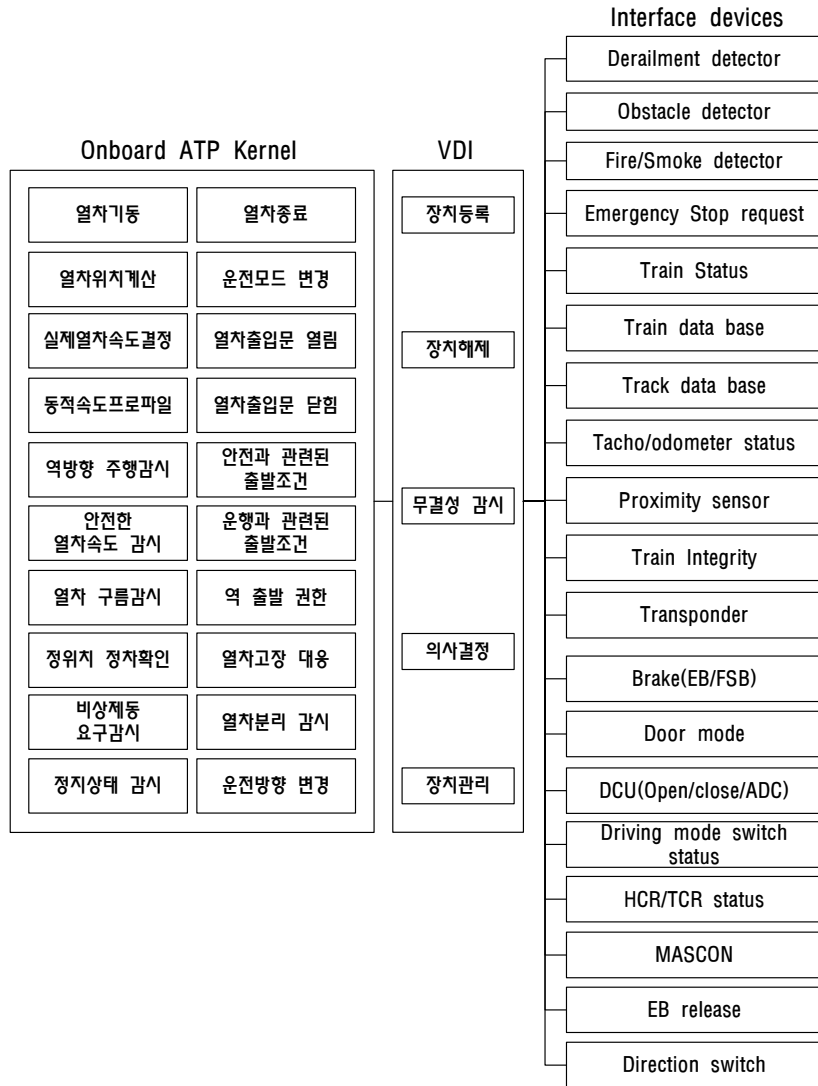 Interface devices
Derailment detector
Obstacle detector
Fire/Smoke detector
Emergency Stop request
Train Status
Train data base
Track data base
Tacho/odometer status
Proximity sensor
Train Integrity
Transponder
Brake(EB/FSB)
Door mode
DCU(Open/close/ADC)
Driving mode switch
status
HCR/TCR status
MASCON
EB release
Direction switch
Onboard ATP Kernel
열차기동
열차종료
열차위치계산
운전모드 변경
실제열차속도결정
열차출입문 열림
동적속도프로파일
열차출입문 닫힘
역방향 주행감시
안전과 관련된
출발조건
안전한
열차속도 감시
운행과 관련된
출발조건
열차 구름감시
역 출발 권한
정위치 정차확인
열차고장 대응
비상제동
요구감시
열차분리 감시
정지상태 감시
운전방향 변경
VDI
장치등록
장치해제
무결성 감시
의사결정
장치관리